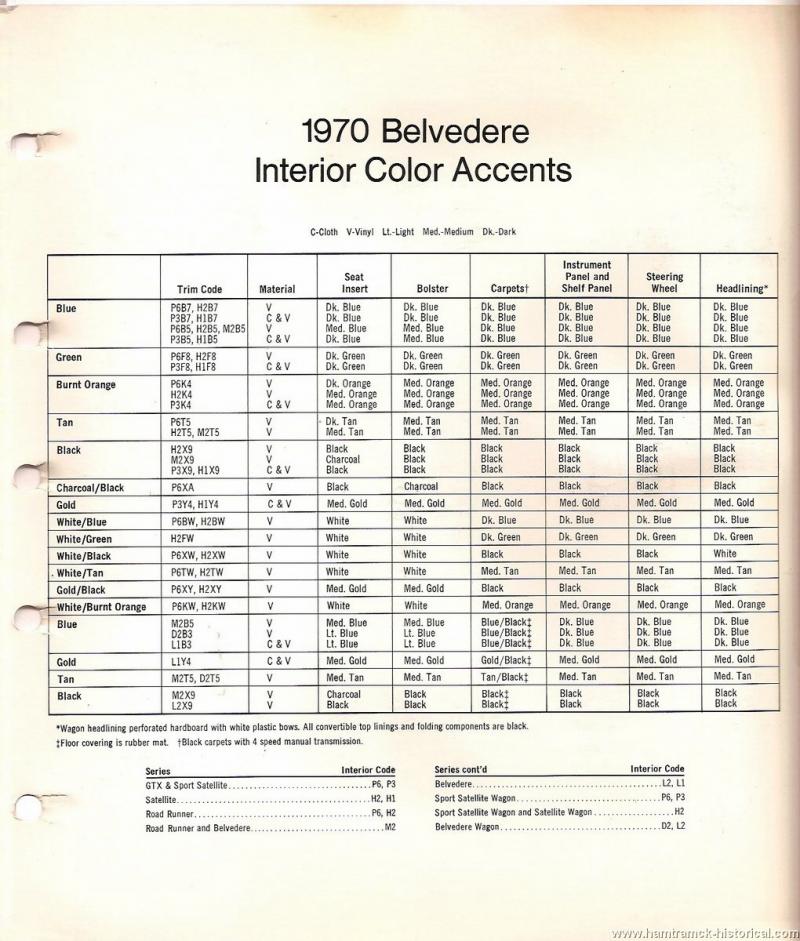 1970 Belvedere
Interior Color Accents
C-Cloth V-Vinyl Lt.-Light Med.-Medium Dk.-Dark
Trim Code Material Seat Insert Bolster Carpets† Instrument Panel and Shelf Panel Steering Wheel Headlining*
Blue P6B7, H2B7 V Dk. Blue Dk. Blue Dk. Blue Dk. Blue Dk. Blue Dk. Blue
P3B7, H1B7 C & V Dk. Blue Dk. Blue Dk. Blue Dk. Blue Dk. Blue Dk. Blue
P6B5, H2B5, M2B5 V Med. Blue Med. Blue Dk. Blue Dk. Blue Dk. Blue Dk. Blue
P3B5, H1B5 C & V Dk. Blue Dk. Blue Dk. Blue Dk. Blue Dk. Blue Dk. Blue
Green P6F8, H2F8 V Dk. Green Dk. Green Dk. Green Dk. Green Dk. Green Dk. Green
P3F8, H1F8 C & V Dk. Green Dk. Green Dk. Green Dk. Green Dk. Green Dk. Green
Burnt Orange P6K4 V Dk. Orange Med. Orange Med. Orange Med. Orange Med. Orange Med. Orange
H2K4 V Med. Orange Med. Orange Med. Orange Med. Orange Med. Orange Med. Orange
P3K4 C & V Med. Orange Med. Orange Med. Orange Med. Orange Med. Orange Med. Orange
Tan P6T5 V Dk. Tan Med. Tan Med. Tan Med. Tan Med. Tan Med. Tan
H2T5, M2T5 V Med. Tan Med. Tan Med. Tan Med. Tan Med. Tan Med. Tan
Black H2X9 V Black Black Black Black Black Black
M2X9 V Charcoal Black Black Black Black Black
P3X9, H1X9 C & V Black Black Black Black Black Black
Charcoal/Black P6XA V Black Charcoal Black Black Black Black
Gold P3Y4, H1Y4 C & V Med. Gold Med. Gold Med. Gold Med. Gold Med. Gold Med. Gold
White/Blue P6BW, H2BW V White White Dk. Blue Dk. Blue Dk. Blue Dk. Blue
White/Green H2FW V White White Dk. Green Dk. Green Dk. Green Dk. Green
White/Black P6XW, H2XW V White White Black Black Black White
White/Tan P6TW, H2TW V White White Med. Tan Med. Tan Med. Tan Med. Tan
Gold/Black P6XY, H2XY V Med. Gold Med. Gold Black Black Black Black
White/Burnt Orange P6KW, H2KW V White White Med. Orange Med. Orange Med. Orange Med. Orange
Blue M2B5 V Med. Blue Med. Blue Blue/Black‡ Dk. Blue Dk. Blue Dk. Blue
D2B3 V Lt. Blue Lt. Blue Blue/Black‡ Dk. Blue Dk. Blue Dk. Blue
L1B3 C & V Lt. Blue Lt. Blue Blue/Black‡ Dk. Blue Dk. Blue Dk. Blue
Gold L1Y4 C & V Med. Gold Med. Gold Gold/Black‡ Med. Gold Med. Gold Med. Gold
Tan M2T5, D2T5 V Med. Tan Med. Tan Tan/Black‡ Med. Tan Med. Tan Med. Tan
Black M2X9 V Charcoal Black Black‡ Black Black Black
L2X9 V Black Black Black‡ Black Black Black
*Wagon headlining perforated hardboard with white plastic bows. All convertible top linings and folding components are black.
‡Floor covering is rubber mat. †Black carpets with 4 speed manual transmission.
Series Interior Code
GTX & Sport Satellite P6, P3
Satellite H2, H1
Road Runner P6, H2
Road Runner and Belvedere M2
Series cont'd Interior Code
Belvedere L2, L1
Sport Satellite Wagon P6, P3
Sport Satellite Wagon and Satellite Wagon H2
Belvedere Wagon D2, L2
www.hamtramck-historical.com